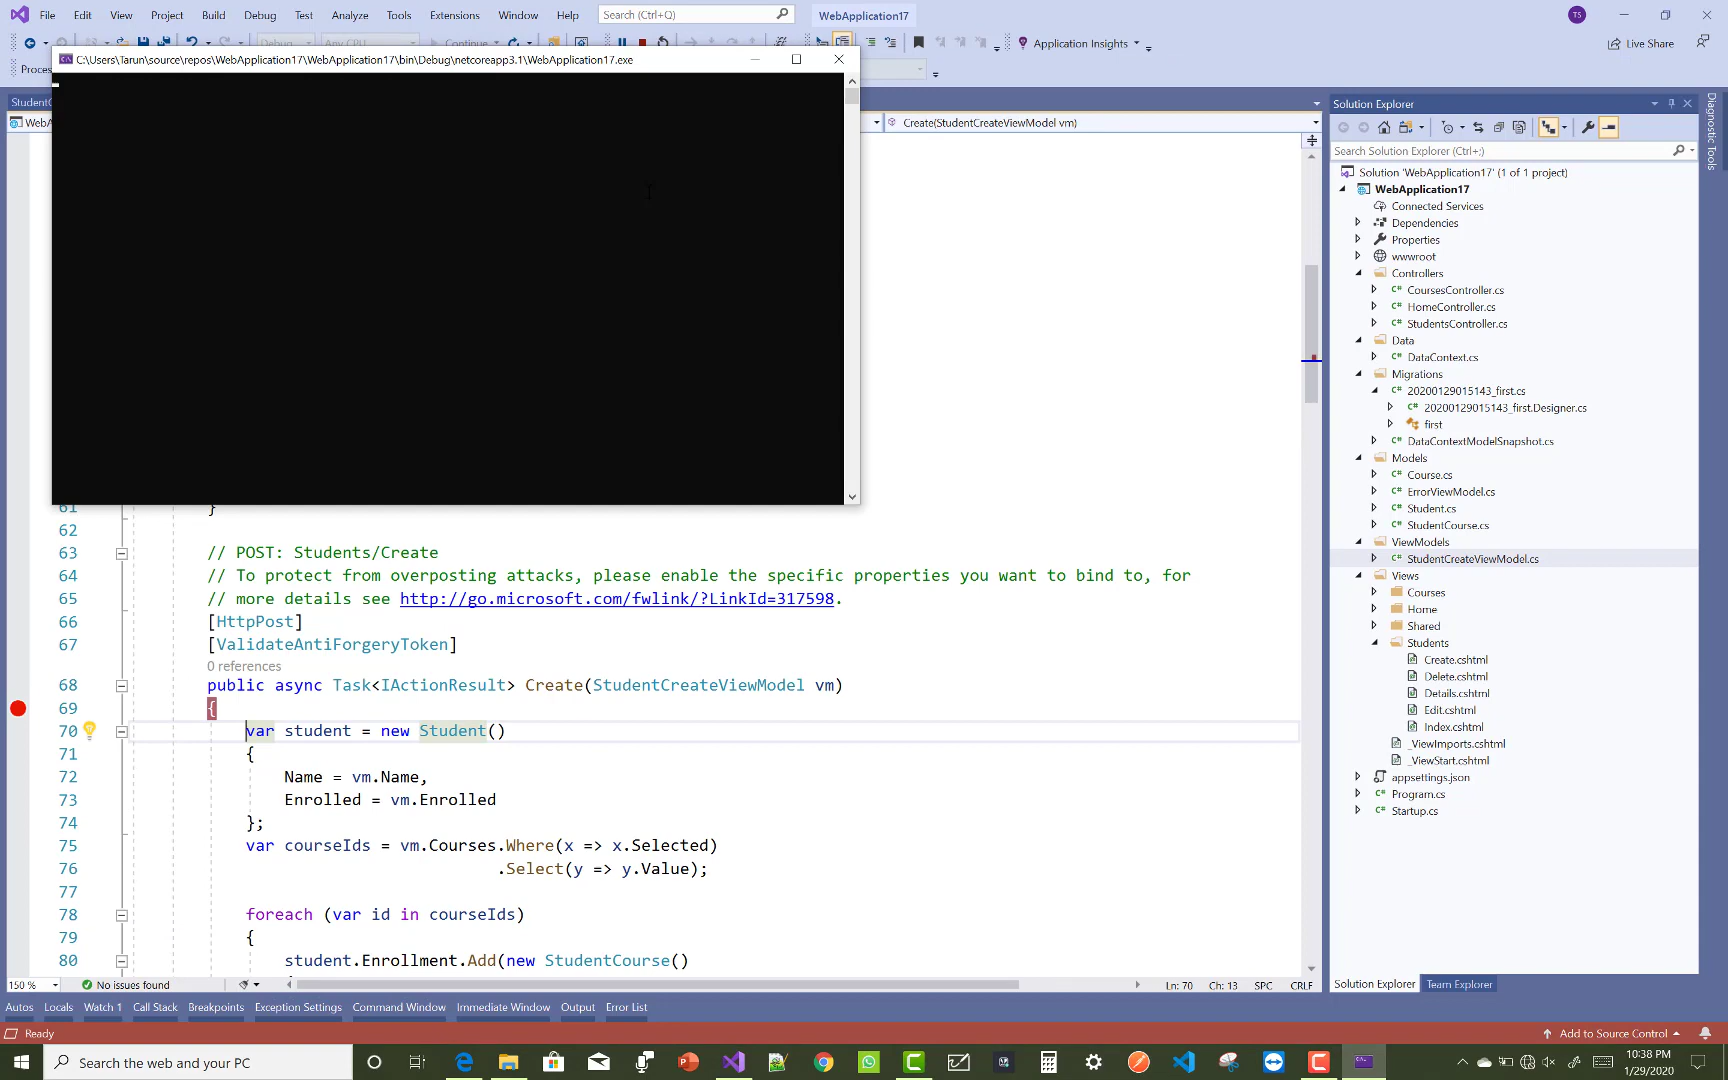 File Edit View Project Build Debug Test Analyze Tools Extensions Window Help Search (Ctrl+Q) WebApplication17 TS
Debug Any CPU Continue Application Insights Live Share
Proces
C:\Users\Tarun\source\repos\WebApplication17\WebApplication17\bin\Debug\netcoreapp3.1\WebApplication17.exe
StudentC
WebA
Create(StudentCreateViewModel vm)
61 }
62
63 // POST: Students/Create
64 // To protect from overposting attacks, please enable the specific properties you want to bind to, for
65 // more details see http://go.microsoft.com/fwlink/?LinkId=317598.
66 [HttpPost]
67 [ValidateAntiForgeryToken]
0 references
68 public async Task<IActionResult> Create(StudentCreateViewModel vm)
69 {
70 var student = new Student()
71 {
72 Name = vm.Name,
73 Enrolled = vm.Enrolled
74 };
75 var courseIds = vm.Courses.Where(x => x.Selected)
76 .Select(y => y.Value);
77
78 foreach (var id in courseIds)
79 {
80 student.Enrollment.Add(new StudentCourse()
150 % No issues found Ln: 70 Ch: 13 SPC CRLF
Autos Locals Watch 1 Call Stack Breakpoints Exception Settings Command Window Immediate Window Output Error List
Solution Explorer
Search Solution Explorer (Ctrl+;)
Solution 'WebApplication17' (1 of 1 project)
WebApplication17
Connected Services
Dependencies
Properties
wwwroot
Controllers
C# CoursesController.cs
C# HomeController.cs
C# StudentsController.cs
Data
C# DataContext.cs
Migrations
C# 20200129015143_first.cs
C# 20200129015143_first.Designer.cs
first
C# DataContextModelSnapshot.cs
Models
C# Course.cs
C# ErrorViewModel.cs
C# Student.cs
C# StudentCourse.cs
ViewModels
C# StudentCreateViewModel.cs
Views
Courses
Home
Shared
Students
Create.cshtml
Delete.cshtml
Details.cshtml
Edit.cshtml
Index.cshtml
_ViewImports.cshtml
_ViewStart.cshtml
appsettings.json
C# Program.cs
C# Startup.cs
Solution Explorer Team Explorer
Diagnostic Tools
Ready Add to Source Control
Search the web and your PC
10:38 PM
1/29/2020